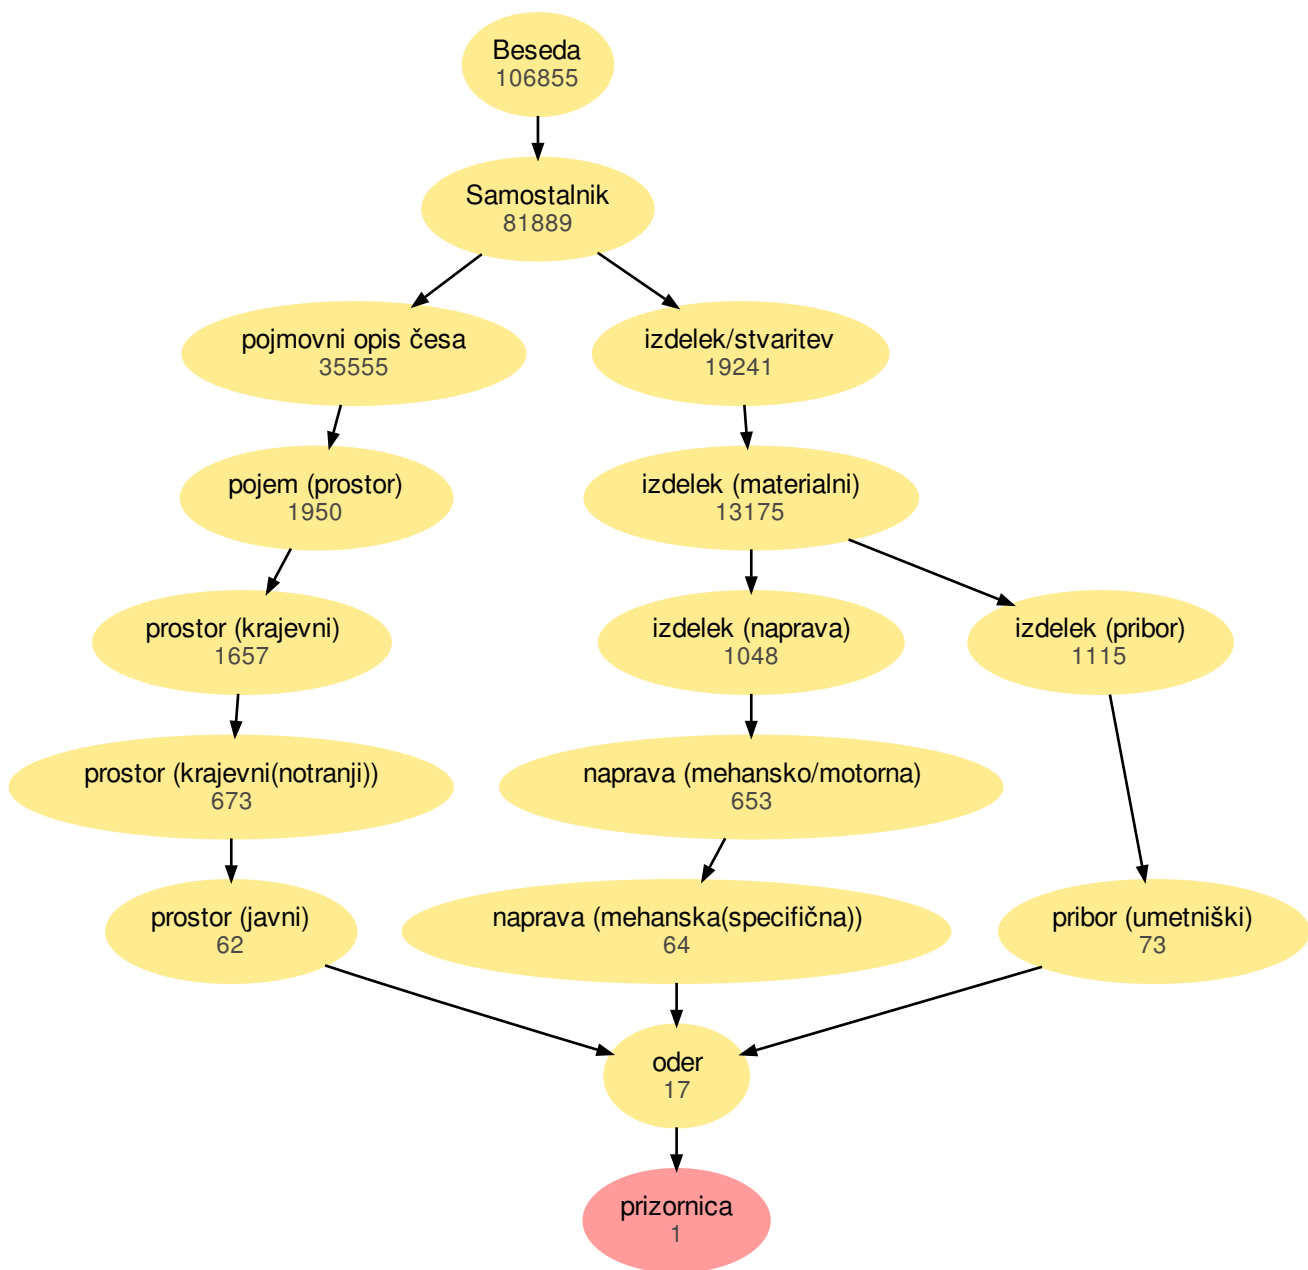 Beseda
106855
Samostalnik
81889
pojmovni opis česa
35555
izdelek/stvaritev
19241
pojem (prostor)
1950
izdelek (materialni)
13175
prostor (krajevni)
1657
izdelek (naprava)
1048
izdelek (pribor)
1115
prostor (krajevni(notranji))
673
naprava (mehansko/motorna)
653
prostor (javni)
62
naprava (mehanska(specifična))
64
pribor (umetniški)
73
oder
17
prizornica
1